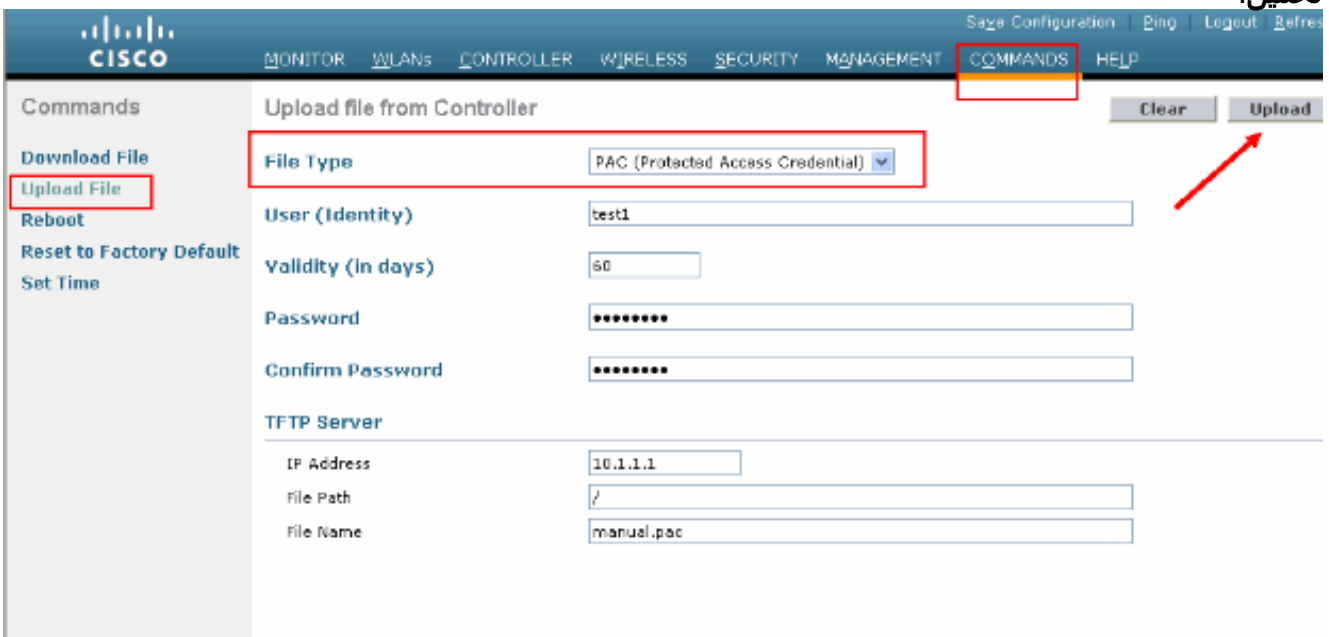 Save Configuration | Ping | Logout | Refres
CISCO
MONITOR WLANs CONTROLLER WIRELESS SECURITY MANAGEMENT COMMANDS HELP
Commands
Download File
Upload File
Reboot
Reset to Factory Default
Set Time
Upload file from Controller
Clear
Upload
File Type PAC (Protected Access Credential)
User (Identity) test1
Validity (in days) 60
Password ••••••••
Confirm Password ••••••••
TFTP Server
IP Address 10.1.1.1
File Path /
File Name manual.pac